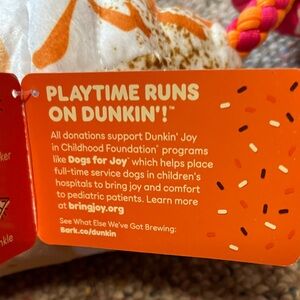 PLAYTIME RUNS
ON DUNKIN'!™
All donations support Dunkin' Joy
in Childhood Foundation® programs
like Dogs for Joy™ which helps place
full-time service dogs in children's
hospitals to bring joy and comfort
to pediatric patients. Learn more
at bringjoy.org
See What Else We've Got Brewing:
Bark.co/dunkin